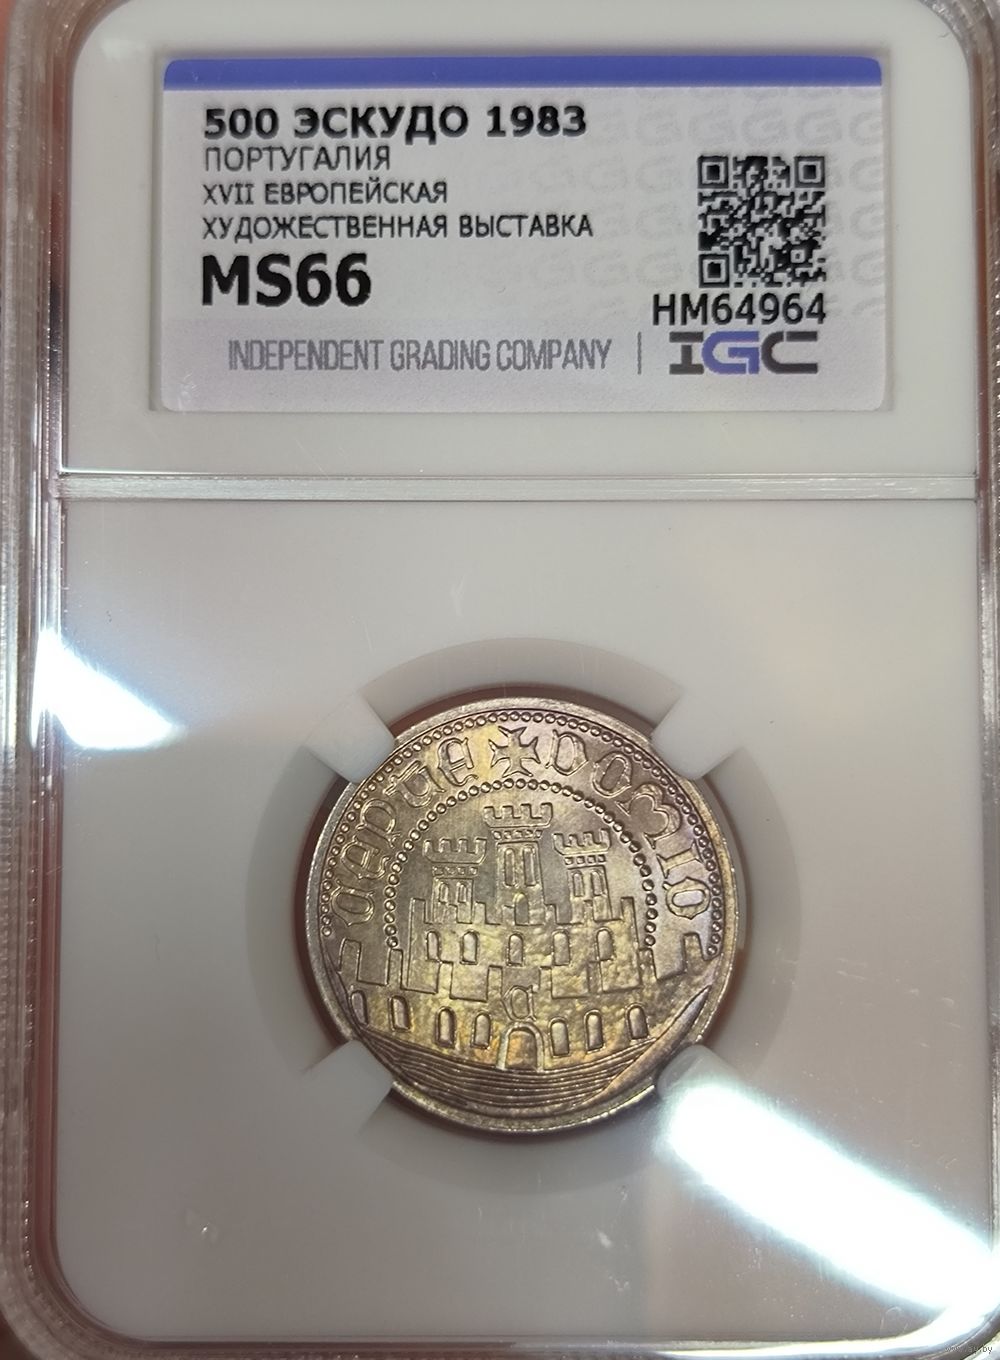 500 ЭСКУДО 1983
ПОРТУГАЛИЯ
XVII ЕВРОПЕЙСКАЯ
ХУДОЖЕСТВЕННАЯ ВЫСТАВКА
MS66
HM64964
INDEPENDENT GRADING COMPANY | IGC